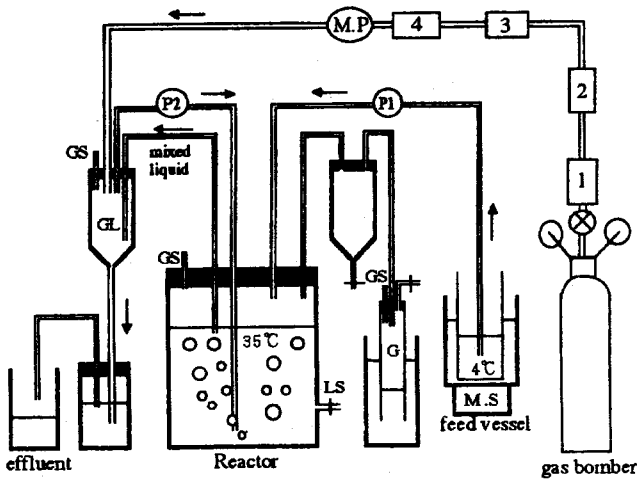 M.P
4
3
2
1
P2
P1
GS
mixed
liquid
GL
GS
GS
35℃
LS
G
4℃
M.S
feed vessel
effluent
Reactor
gas bomber